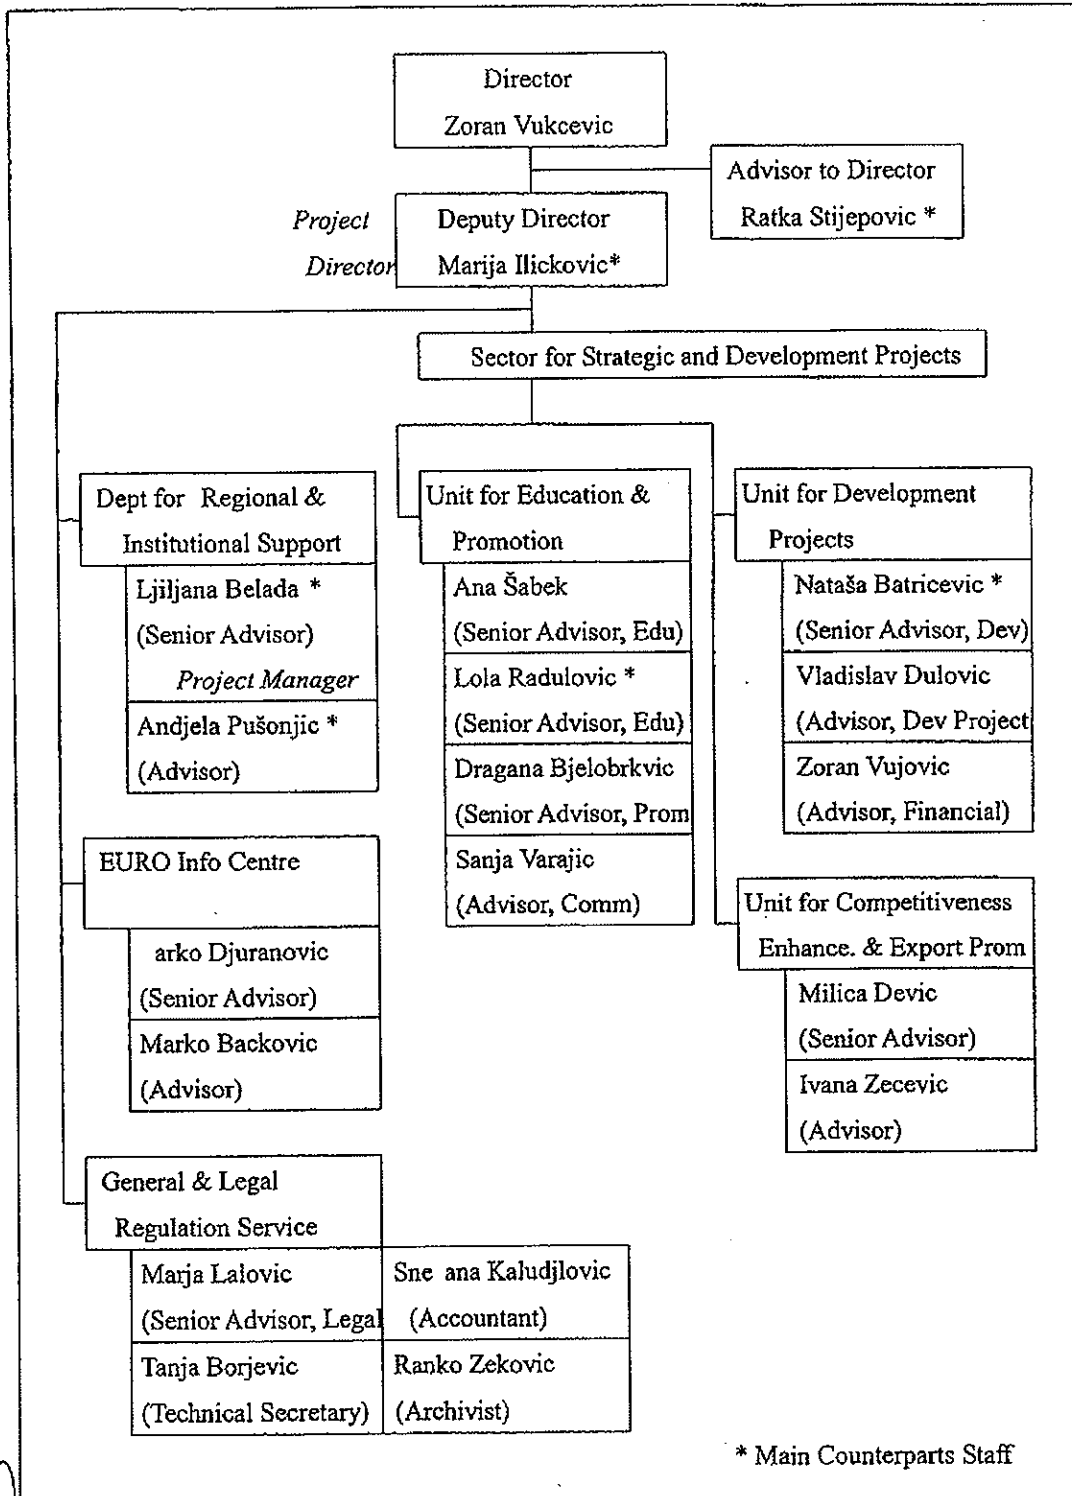 Director
Zoran Vukcevic
Advisor to Director
Ratka Stijepovic *
Project
Director
Deputy Director
Marija Ilickovic*
Sector for Strategic and Development Projects
Dept for Regional &
Institutional Support
Ljiljana Belada *
(Senior Advisor)
Project Manager
Andjela Pušonjic *
(Advisor)
EURO Info Centre
arko Djuranovic
(Senior Advisor)
Marko Backovic
(Advisor)
General & Legal
Regulation Service
Marja Lalovic
(Senior Advisor, Legal
Sne ana Kaludjlovic
(Accountant)
Tanja Borjevic
(Technical Secretary)
Ranko Zekovic
(Archivist)
Unit for Education &
Promotion
Ana Šabek
(Senior Advisor, Edu)
Lola Radulovic *
(Senior Advisor, Edu)
Dragana Bjelobrkvic
(Senior Advisor, Prom
Sanja Varajic
(Advisor, Comm)
Unit for Development
Projects
Nataša Batricevic *
(Senior Advisor, Dev)
Vladislav Dulovic
(Advisor, Dev Project
Zoran Vujovic
(Advisor, Financial)
Unit for Competitiveness
Enhance. & Export Prom
Milica Devic
(Senior Advisor)
Ivana Zecevic
(Advisor)
* Main Counterparts Staff